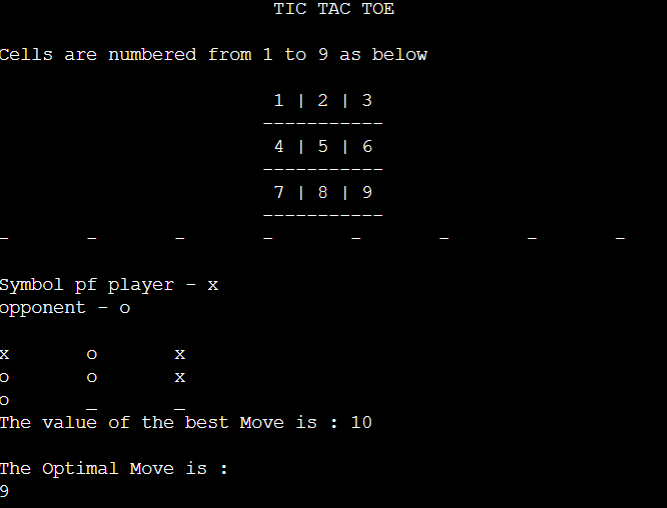 TIC TAC TOE
Cells are numbered from 1 to 9 as below
1 | 2 | 3
-----------
4 | 5 | 6
-----------
7 | 8 | 9
-----------
_ _ _ _ _ _ _ _
Symbol pf player - x
opponent - o
x o x
o o x
o _ _
The value of the best Move is : 10
The Optimal Move is :
9